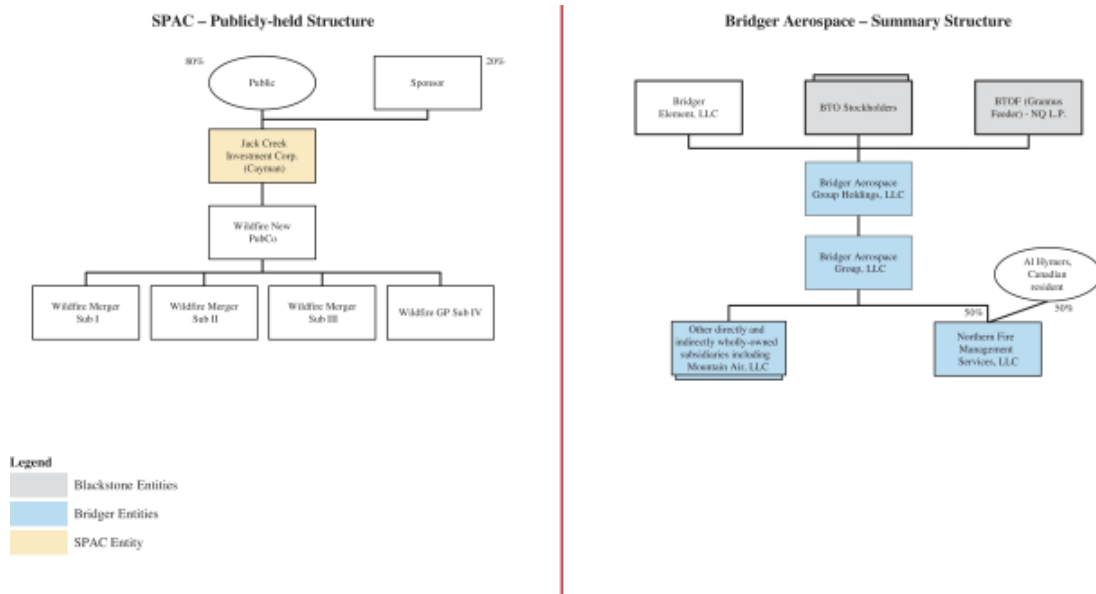 SPAC – Publicly-held Structure
80%
Public
Sponsor
20%
Jack Creek
Investment Corp.
(Cayman)
Wildfire New
PubCo
Wildfire Merger
Sub I
Wildfire Merger
Sub II
Wildfire Merger
Sub III
Wildfire GP Sub IV
Legend
Blackstone Entities
Bridger Entities
SPAC Entity
Bridger Aerospace – Summary Structure
Bridger
Element, LLC
BTO Stockholders
BTOF (Grannus
Feeder) - NQ L.P.
Bridger Aerospace
Group Holdings, LLC
Bridger Aerospace
Group, LLC
Al Hymers,
Canadian
resident
50%
50%
Other directly and
indirectly wholly-owned
subsidiaries including
Mountain Air, LLC
Northern Fire
Management
Services, LLC